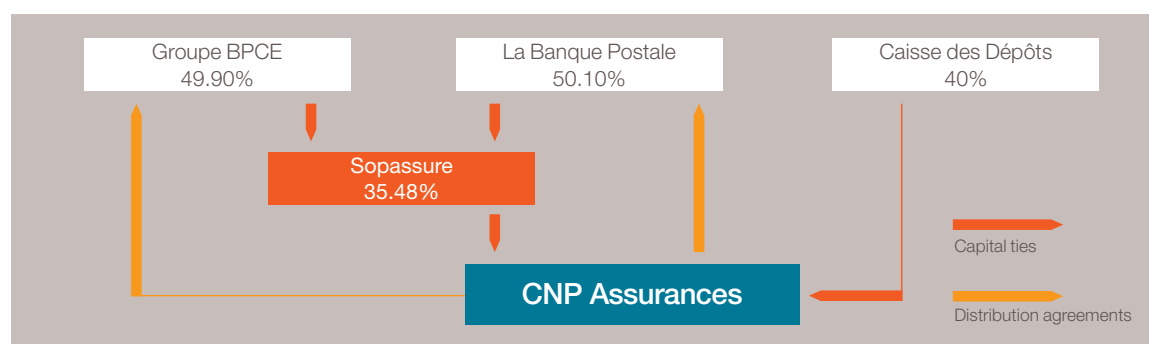 Groupe BPCE
49.90%
La Banque Postale
50.10%
Caisse des Dépôts
40%
Sopassure
35.48%
CNP Assurances
Capital ties
Distribution agreements